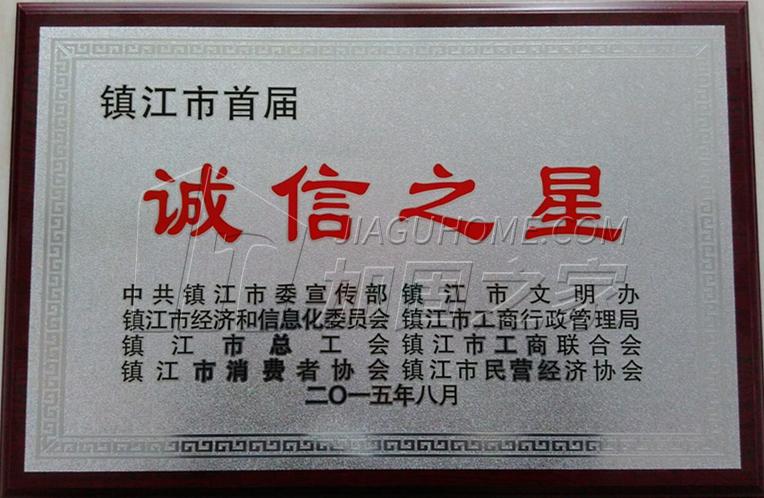 镇江市首届
诚信之星
JIAGUHOME.COM
加固之家
中共镇江市委宣传部 镇江市文明办
镇江市经济和信息化委员会 镇江市工商行政管理局
镇江市总工会 镇江市工商联合会
镇江市消费者协会 镇江市民营经济协会
二〇一五年八月